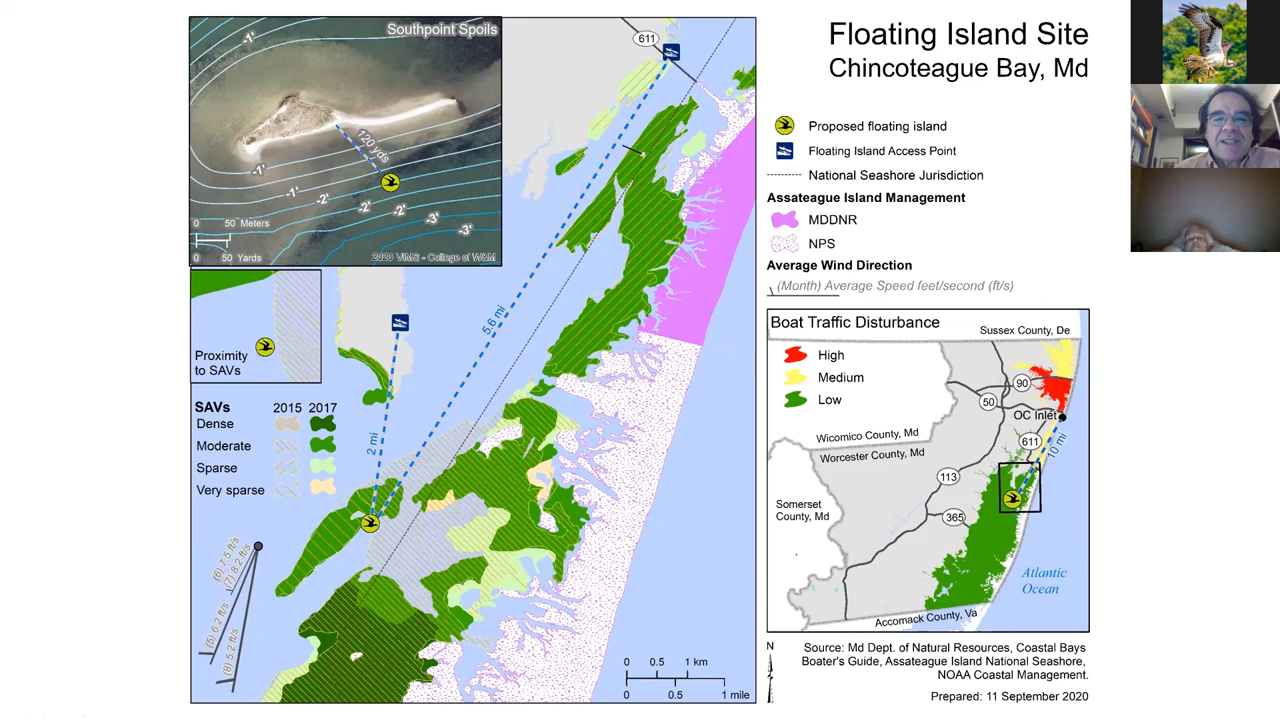 Southpoint Spoils
-1'
-1'
-1'
-2'
-2'
-2'
-3'
-3'
120 yds
0 50 Meters
0 50 Yards
2020 VIMS - College of W&M
611
5.6 mi
2 mi
Proximity
to SAVs
SAVs 2015 2017
Dense
Moderate
Sparse
Very sparse
(6) 7.5 ft/s
(7) 8.2 ft/s
(5) 6.2 ft/s
(8) 5.2 ft/s
0 0.5 1 km
0 0.5 1 mile
Floating Island Site
Chincoteague Bay, Md
Proposed floating island
Floating Island Access Point
National Seashore Jurisdiction
Assateague Island Management
MDDNR
NPS
Average Wind Direction
(Month) Average Speed feet/second (ft/s)
Boat Traffic Disturbance
Sussex County, De
High
Medium
Low
90
50
OC Inlet
611
10 mi
Wicomico County, Md
Worcester County, Md
113
Somerset
County, Md
365
Atlantic
Ocean
Accomack County, Va
N
Source: Md Dept. of Natural Resources, Coastal Bays
Boater's Guide, Assateague Island National Seashore,
NOAA Coastal Management.
Prepared: 11 September 2020